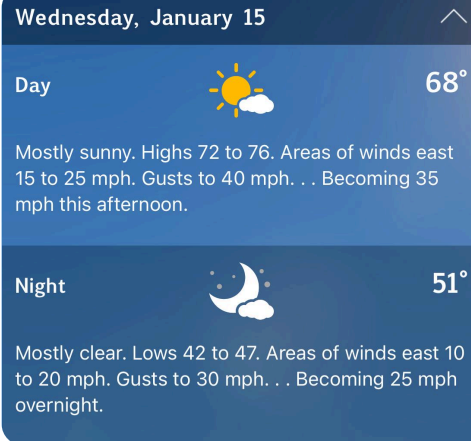 Wednesday, January 15
Day
68°
Mostly sunny. Highs 72 to 76. Areas of winds east
15 to 25 mph. Gusts to 40 mph. . . Becoming 35
mph this afternoon.
Night
51°
Mostly clear. Lows 42 to 47. Areas of winds east 10
to 20 mph. Gusts to 30 mph. . . Becoming 25 mph
overnight.